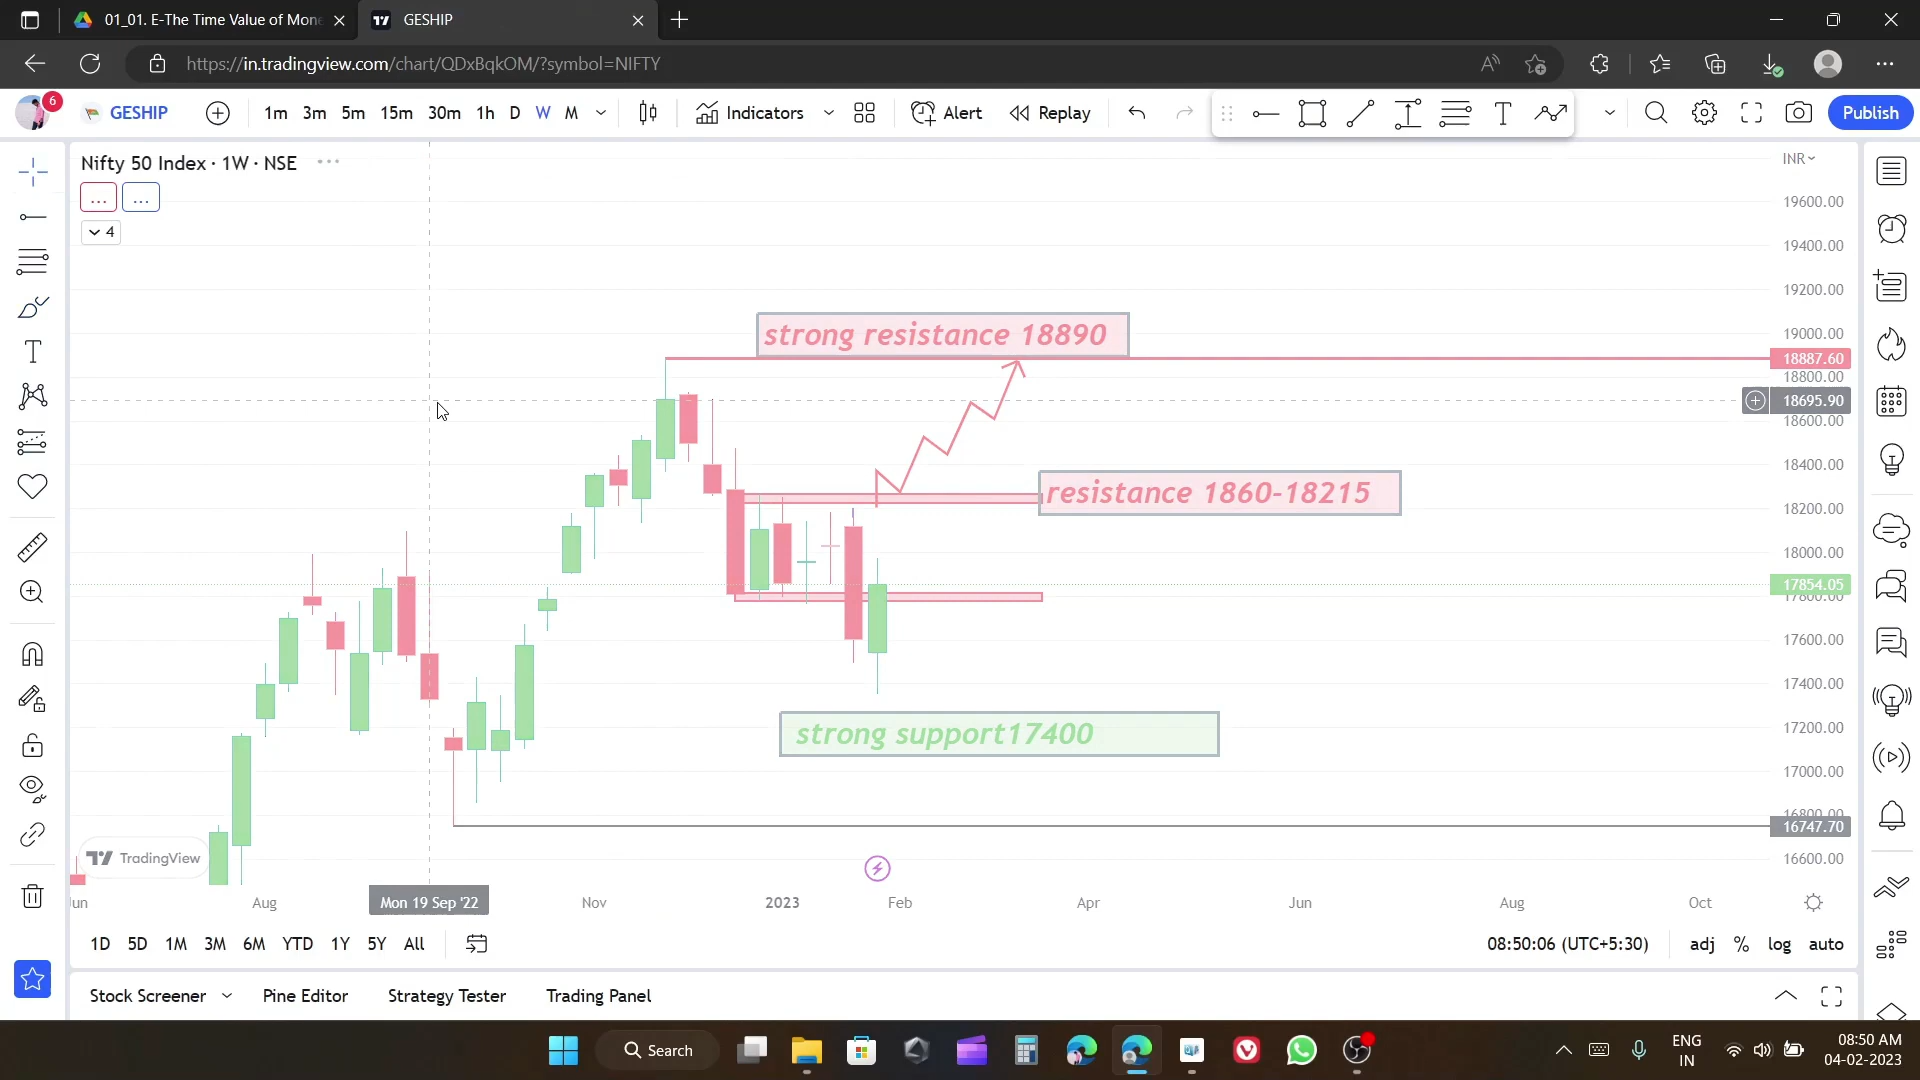 01_01. E-The Time Value of Mone
GESHIP
https://in.tradingview.com/chart/QDxBqkOM/?symbol=NIFTY
6
GESHIP
1m 3m 5m 15m 30m 1h D W M
Indicators
Alert
Replay
Publish
Nifty 50 Index · 1W · NSE
INR
4
19600.00
19400.00
19200.00
19000.00
18887.60
18800.00
18695.90
18600.00
18400.00
18200.00
18000.00
17854.05
17800.00
17600.00
17400.00
17200.00
17000.00
16800.00
16747.70
16600.00
strong resistance 18890
resistance 1860-18215
strong support17400
TradingView
Jun Aug Mon 19 Sep '22 Nov 2023 Feb Apr Jun Aug Oct
1D 5D 1M 3M 6M YTD 1Y 5Y All
08:50:06 (UTC+5:30)
adj % log auto
Stock Screener Pine Editor Strategy Tester Trading Panel
Search
ENG
IN
08:50 AM
04-02-2023